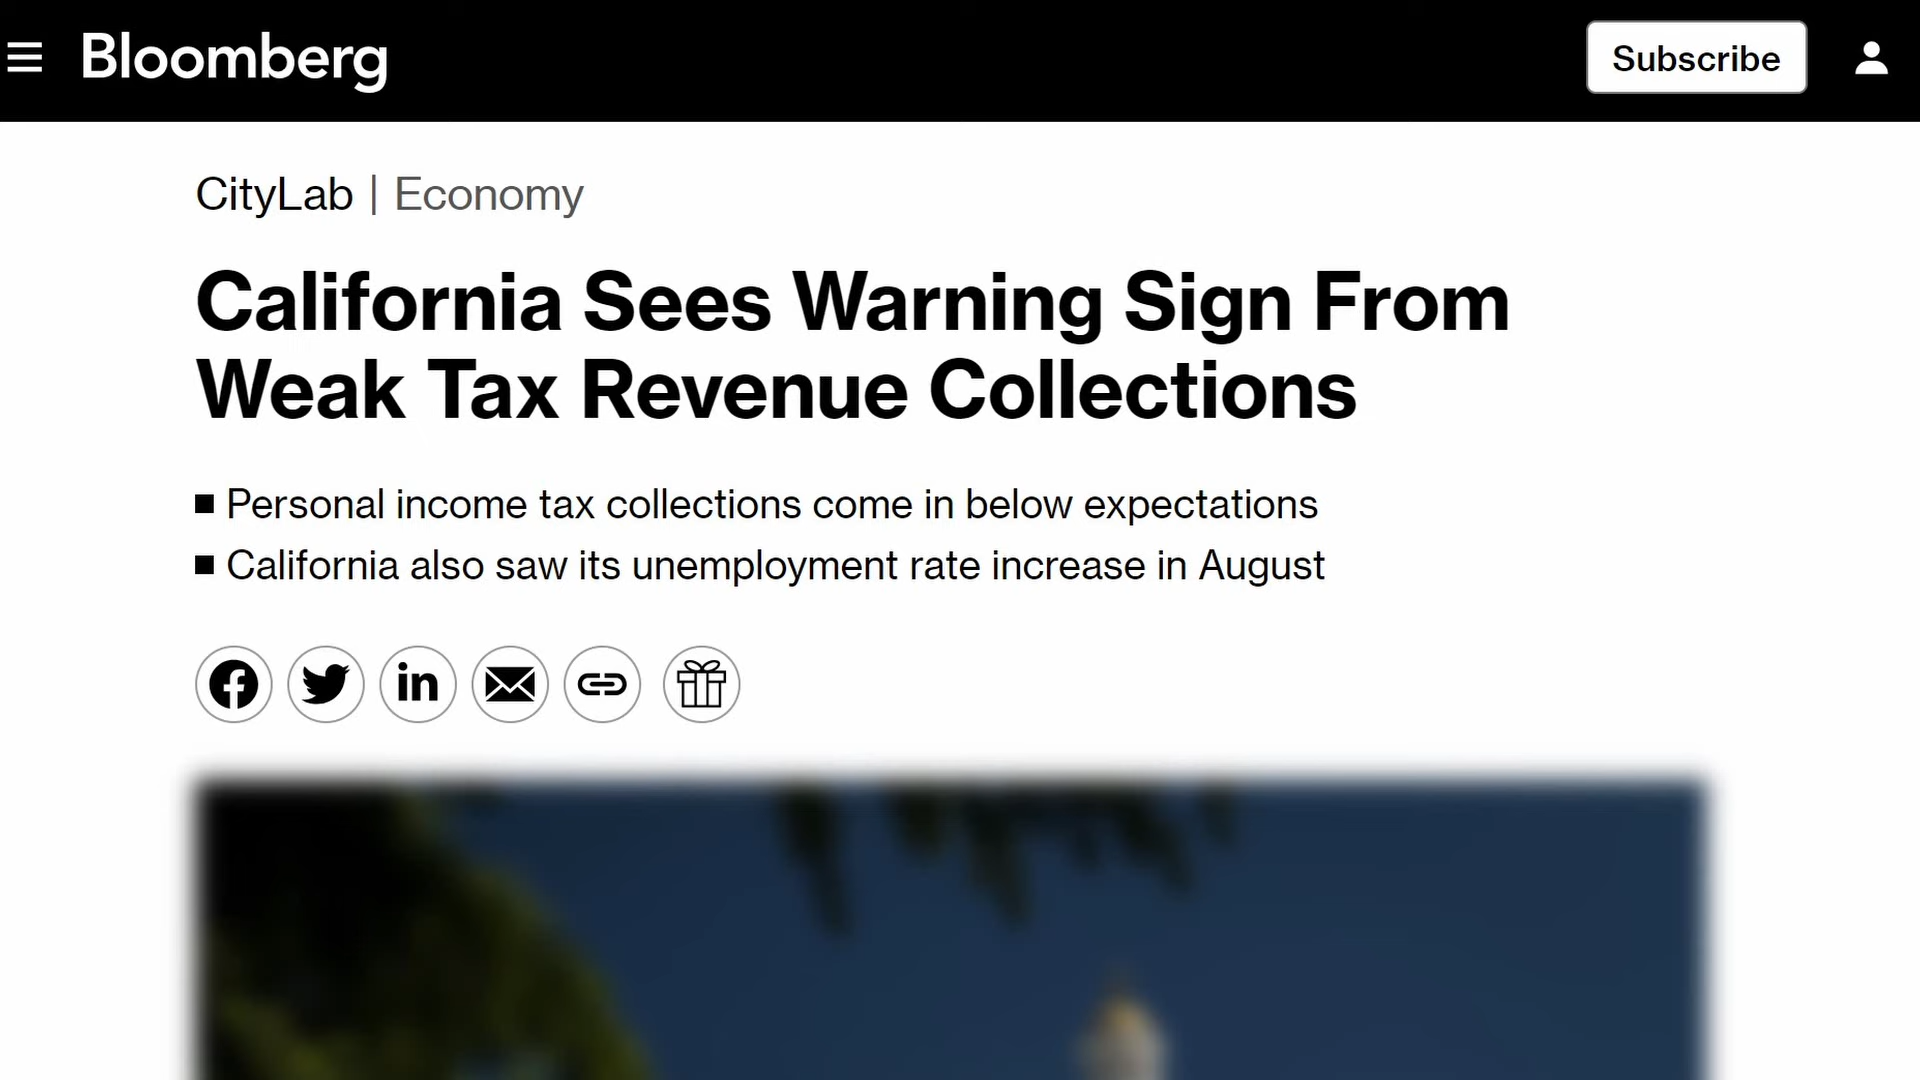 Bloomberg
Subscribe
CityLab | Economy
California Sees Warning Sign From
Weak Tax Revenue Collections
Personal income tax collections come in below expectations
California also saw its unemployment rate increase in August